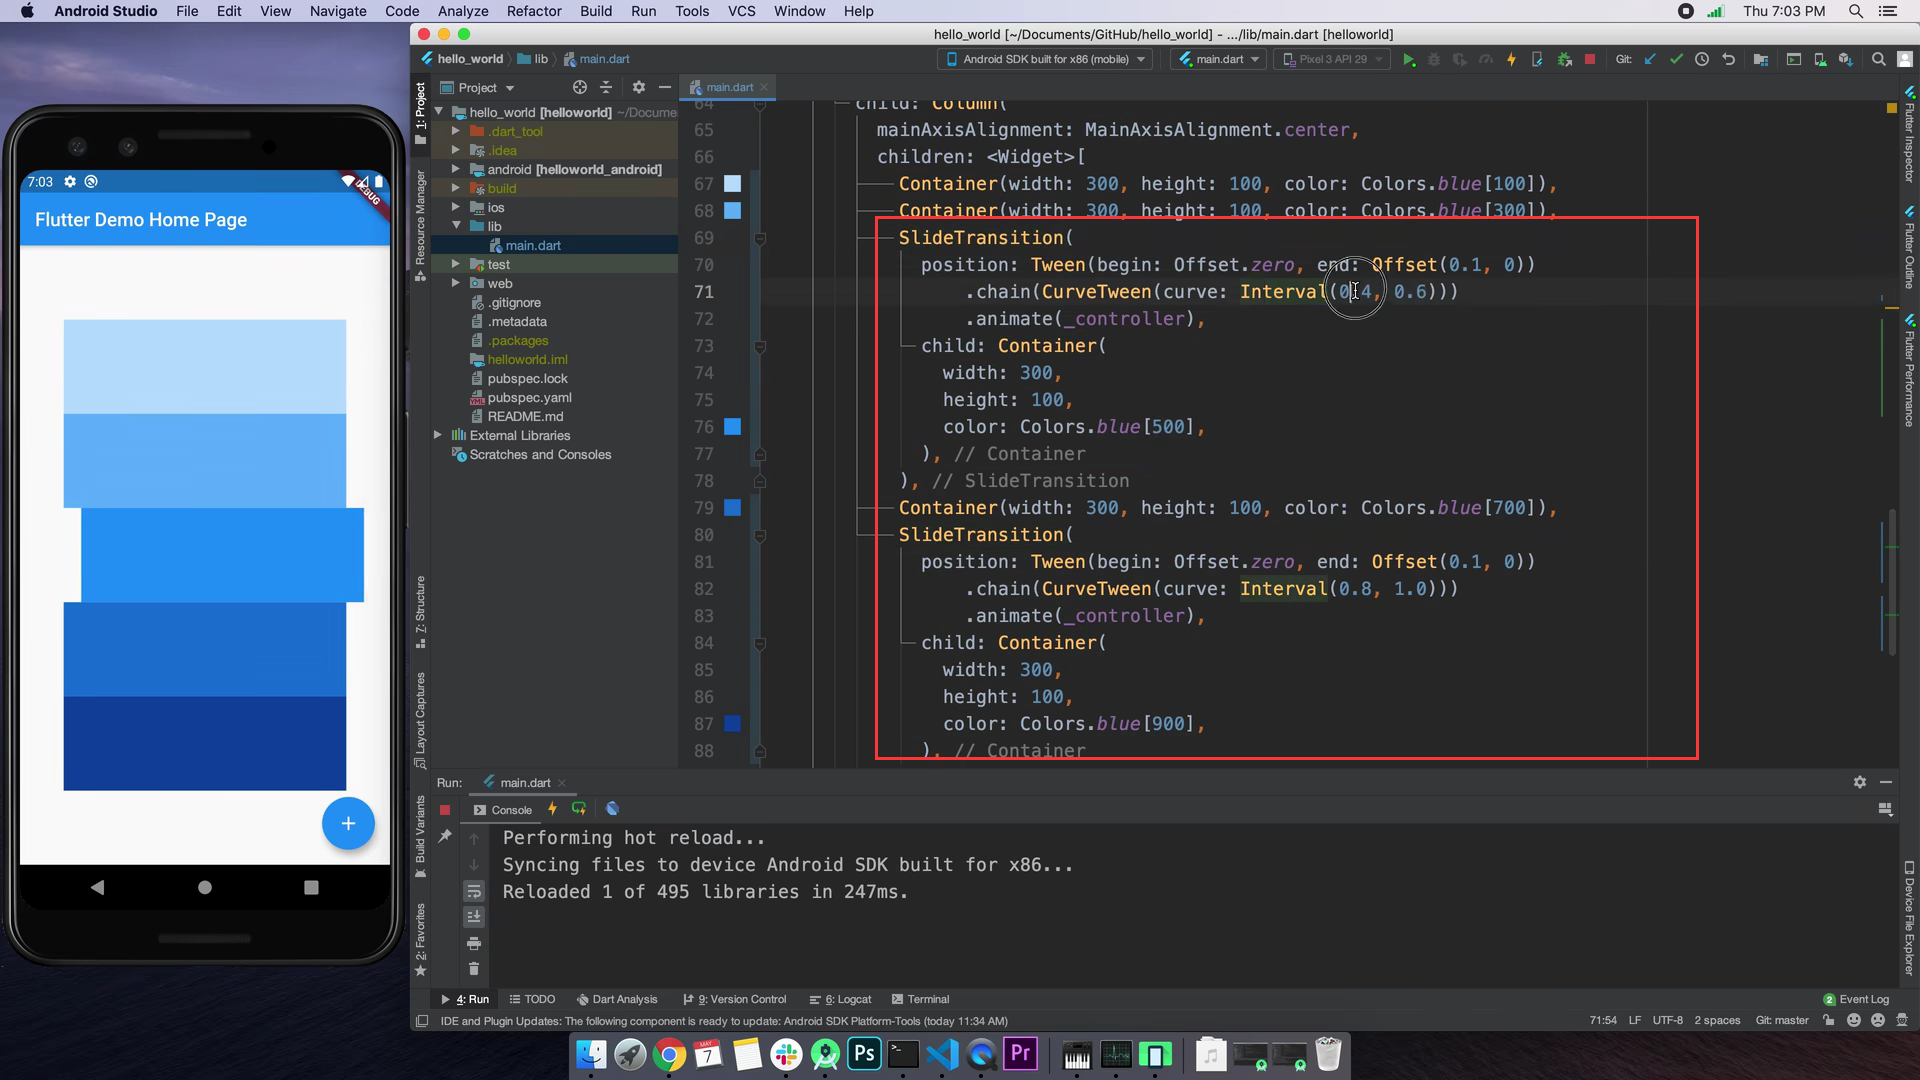 Android Studio File Edit View Navigate Code Analyze Refactor Build Run Tools VCS Window Help Thu 7:03 PM
hello_world [~/Documents/GitHub/hello_world] - .../lib/main.dart [helloworld]
hello_world lib main.dart Android SDK built for x86 (mobile) main.dart Pixel 3 API 29 Git:
Project main.dart
1: Project
Resource Manager
7: Structure
Layout Captures
Build Variants
2: Favorites
hello_world [helloworld] ~/Docume
.dart_tool
.idea
android [helloworld_android]
build
ios
lib
main.dart
test
web
.gitignore
.metadata
.packages
helloworld.iml
pubspec.lock
pubspec.yaml
README.md
External Libraries
Scratches and Consoles
7:03
DEBUG
Flutter Demo Home Page
+
64 child: Column(
65 mainAxisAlignment: MainAxisAlignment.center,
66 children: <Widget>[
67 Container(width: 300, height: 100, color: Colors.blue[100]),
68 Container(width: 300, height: 100, color: Colors.blue[300]),
69 SlideTransition(
70 position: Tween(begin: Offset.zero, end: Offset(0.1, 0))
71 .chain(CurveTween(curve: Interval(0.4, 0.6)))
72 .animate(_controller),
73 child: Container(
74 width: 300,
75 height: 100,
76 color: Colors.blue[500],
77 ), // Container
78 ), // SlideTransition
79 Container(width: 300, height: 100, color: Colors.blue[700]),
80 SlideTransition(
81 position: Tween(begin: Offset.zero, end: Offset(0.1, 0))
82 .chain(CurveTween(curve: Interval(0.8, 1.0)))
83 .animate(_controller),
84 child: Container(
85 width: 300,
86 height: 100,
87 color: Colors.blue[900],
88 ), // Container
Flutter Inspector
Flutter Outline
Flutter Performance
Device File Explorer
Run: main.dart
Console
Performing hot reload...
Syncing files to device Android SDK built for x86...
Reloaded 1 of 495 libraries in 247ms.
4: Run TODO Dart Analysis 9: Version Control 6: Logcat Terminal 2 Event Log
IDE and Plugin Updates: The following component is ready to update: Android SDK Platform-Tools (today 11:34 AM) 71:54 LF UTF-8 2 spaces Git: master
MAY
7
Ps
Pr